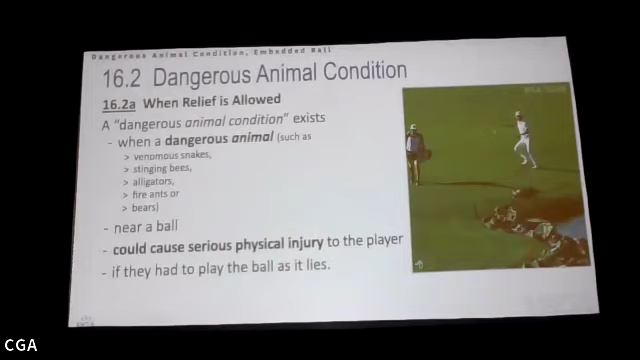 Dangerous Animal Condition, Embedded Ball
16.2 Dangerous Animal Condition
16.2a When Relief is Allowed
A "dangerous animal condition" exists
- when a dangerous animal (such as
> venomous snakes,
> stinging bees,
> alligators,
> fire ants or
> bears)
- near a ball
- could cause serious physical injury to the player
- if they had to play the ball as it lies.
CGA